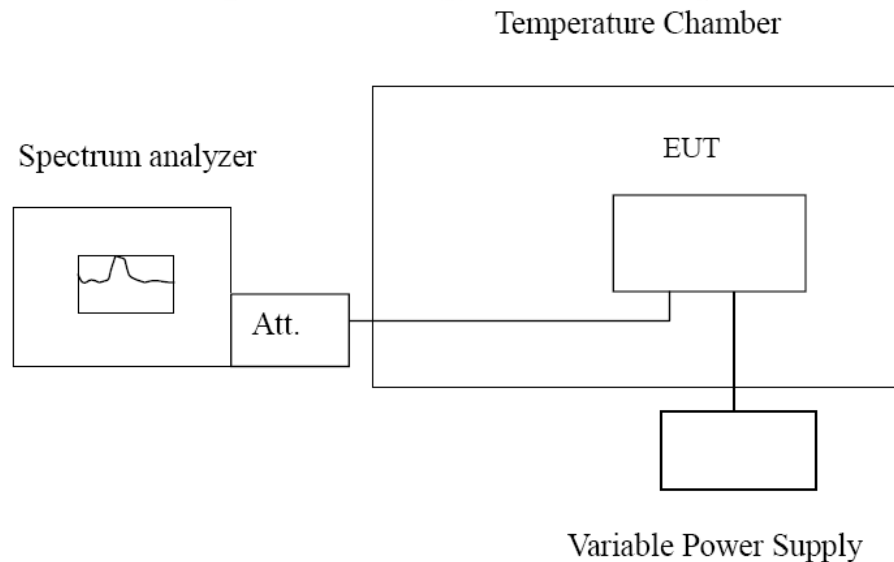 Temperature Chamber
Spectrum analyzer
EUT
Att.
Variable Power Supply